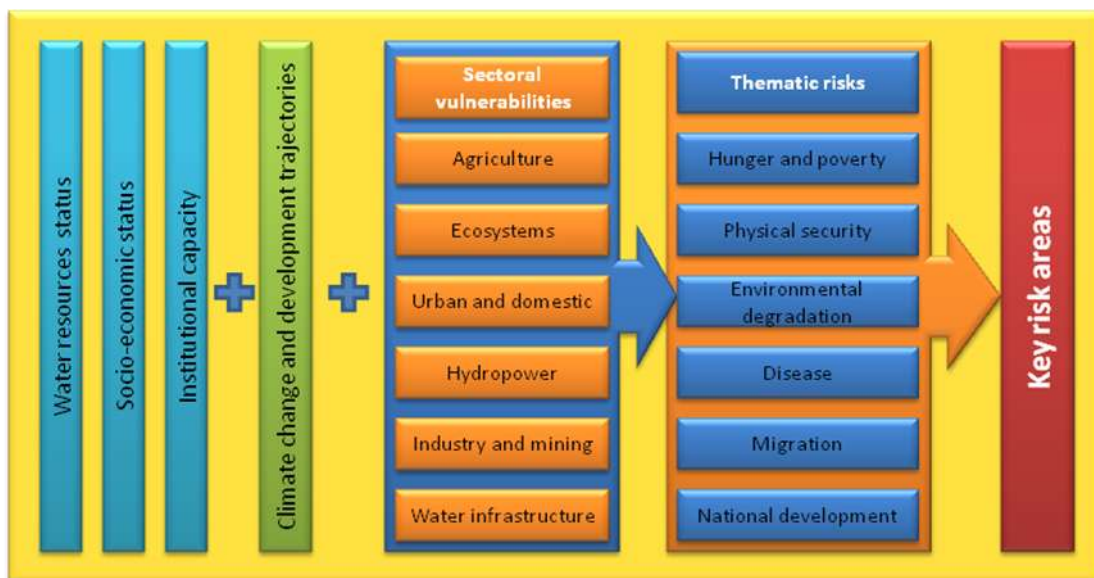 Water resources status
Socio-economic status
Institutional capacity
Climate change and development trajectories
Sectoral
vulnerabilities
Agriculture
Ecosystems
Urban and domestic
Hydropower
Industry and mining
Water infrastructure
Thematic risks
Hunger and poverty
Physical security
Environmental
degradation
Disease
Migration
National development
Key risk areas